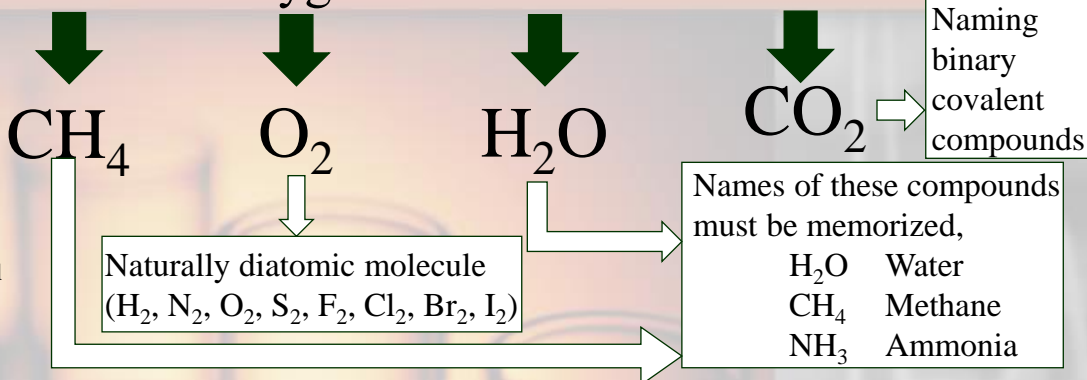 CH₄ O₂ H₂O CO₂
Naming
binary
covalent
compounds
Naturally diatomic molecule
(H₂, N₂, O₂, S₂, F₂, Cl₂, Br₂, I₂)
Names of these compounds
must be memorized,
H₂O Water
CH₄ Methane
NH₃ Ammonia